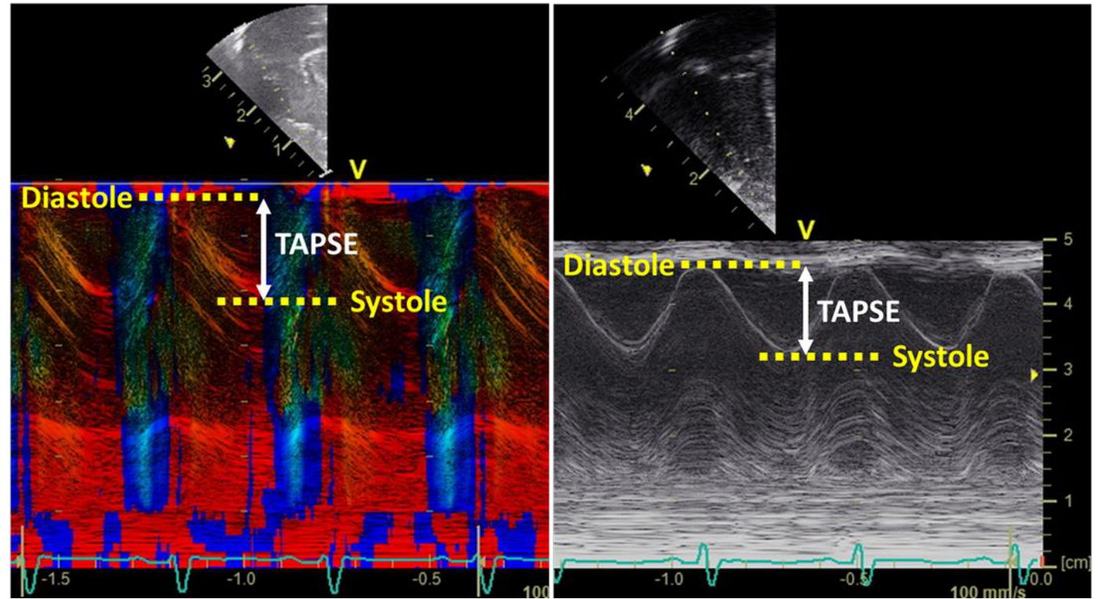 3
2
1
V
Diastole
TAPSE
Systole
-1.5
-1.0
-0.5
100
4
2
V
Diastole
TAPSE
Systole
5
4
3
2
1
[cm]
-1.0
-0.5
0.0
100 mm/s